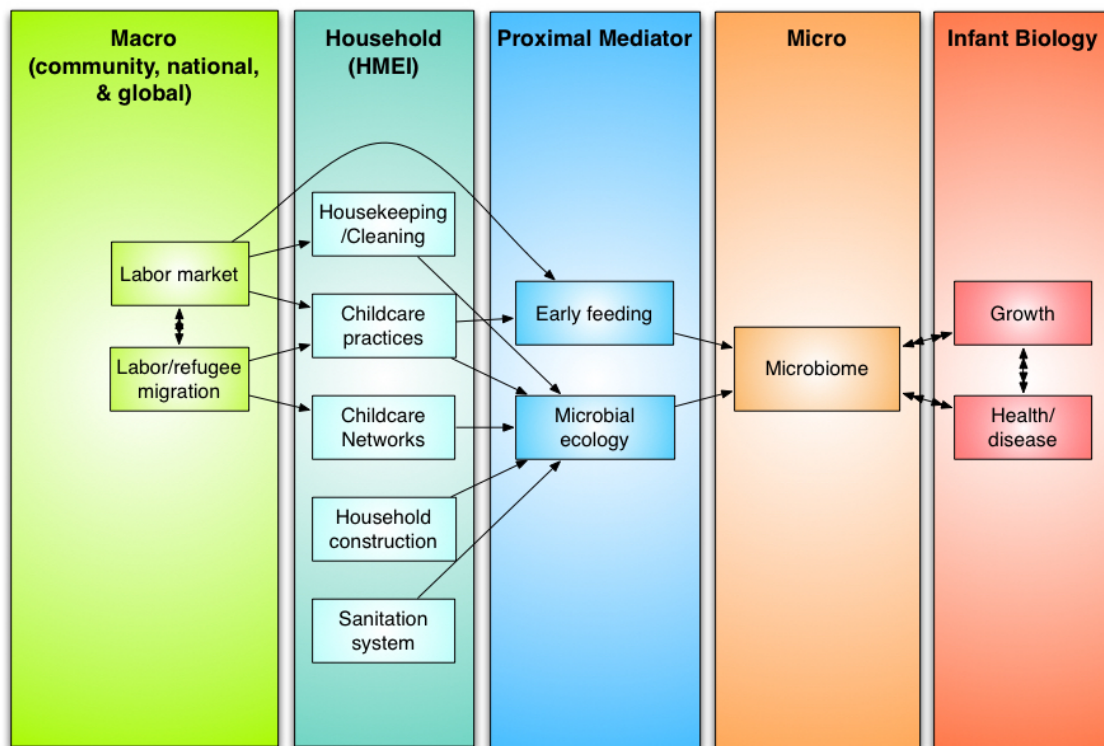 Macro
(community, national,
& global)
Household
(HMEI)
Proximal Mediator
Micro
Infant Biology
Labor market
Labor/refugee
migration
Housekeeping
/Cleaning
Childcare
practices
Childcare
Networks
Household
construction
Sanitation
system
Early feeding
Microbial
ecology
Microbiome
Growth
Health/
disease